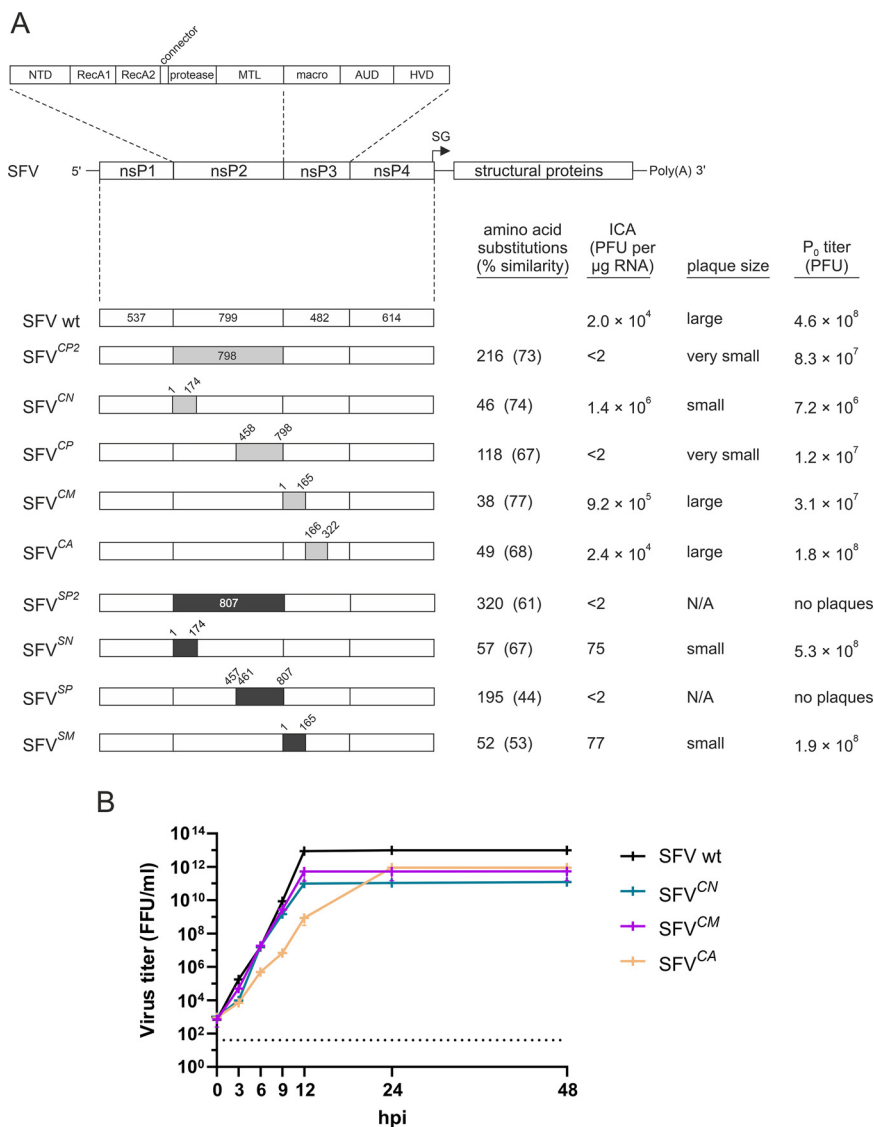 A
connector
NTD RecA1 RecA2 protease MTL macro AUD HVD
SG
SFV 5' nsP1 nsP2 nsP3 nsP4 structural proteins Poly(A) 3'
amino acid substitutions (% similarity) ICA (PFU per µg RNA) plaque size P0 titer (PFU)
SFV wt 537 799 482 614 2.0 × 10^4 large 4.6 × 10^8
SFV^CP2 798 216 (73) <2 very small 8.3 × 10^7
1 174
SFV^CN 46 (74) 1.4 × 10^6 small 7.2 × 10^6
458 798
SFV^CP 118 (67) <2 very small 1.2 × 10^7
1 165
SFV^CM 38 (77) 9.2 × 10^5 large 3.1 × 10^7
166 322
SFV^CA 49 (68) 2.4 × 10^4 large 1.8 × 10^8
SFV^SP2 807 320 (61) <2 N/A no plaques
1 174
SFV^SN 57 (67) 75 small 5.3 × 10^8
457 461 807
SFV^SP 195 (44) <2 N/A no plaques
1 165
SFV^SM 52 (53) 77 small 1.9 × 10^8
B
Virus titer (FFU/ml)
10^14
10^12
10^10
10^8
10^6
10^4
10^2
10^0
0 3 6 9 12 24 48
hpi
SFV wt
SFV^CN
SFV^CM
SFV^CA